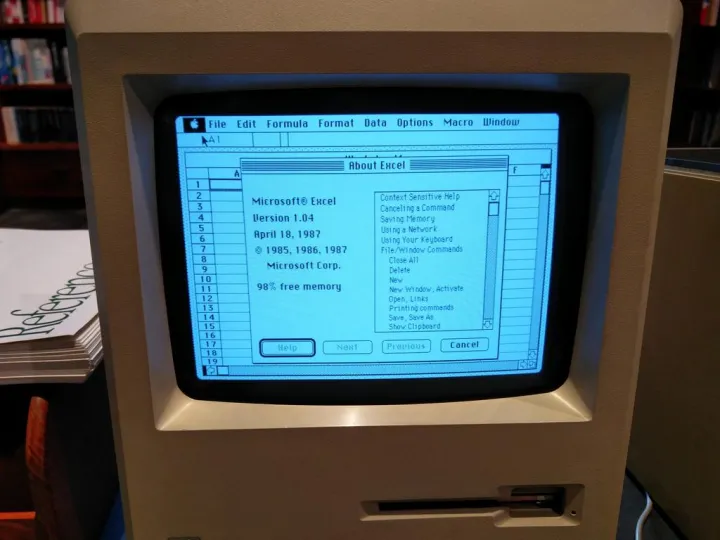 File Edit Formula Format Data Options Macro Window
A1
About Excel
A
F
1
2
3
4
5
6
7
8
9
10
11
12
13
14
15
16
17
18
19
Microsoft® Excel
Version 1.04
April 18, 1987
© 1985, 1986, 1987
Microsoft Corp.
98% free memory
Context Sensitive Help
Canceling a Command
Saving Memory
Using a Network
Using Your Keyboard
File/Window Commands
Close All
Delete
New
New Window, Activate
Open, Links
Printing commands
Save, Save As
Show Clipboard
Help Next Previous Cancel
References